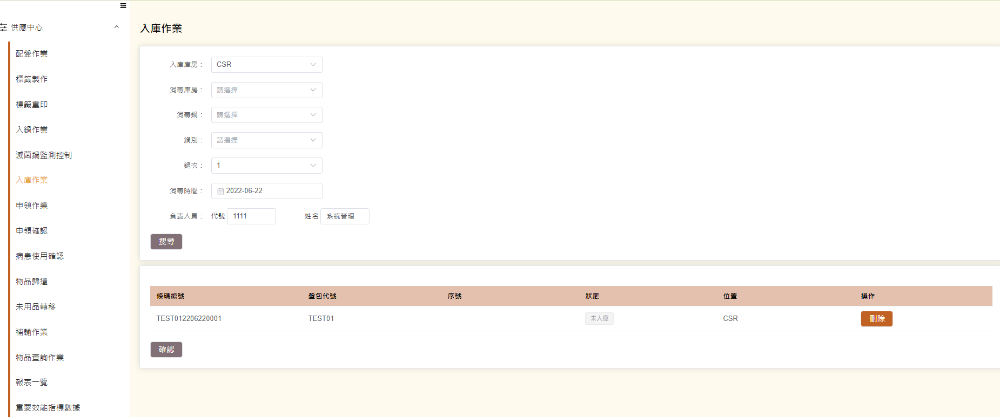 供應中心
配盤作業
標籤製作
標籤重印
入鍋作業
滅菌鍋監測控制
入庫作業
申領作業
申領確認
病患使用確認
物品歸還
未用品轉移
補輸作業
物品查詢作業
報表一覽
重要效能指標數據
入庫作業
入庫庫房： CSR
消毒庫房： 請選擇
消毒鍋： 請選擇
鍋別： 請選擇
鍋次： 1
消毒時間： 2022-06-22
負責人員： 代號 1111 姓名 系統管理
搜尋
條碼編號 盤包代號 序號 狀態 位置 操作
TEST012206220001 TEST01 未入庫 CSR 刪除
確認